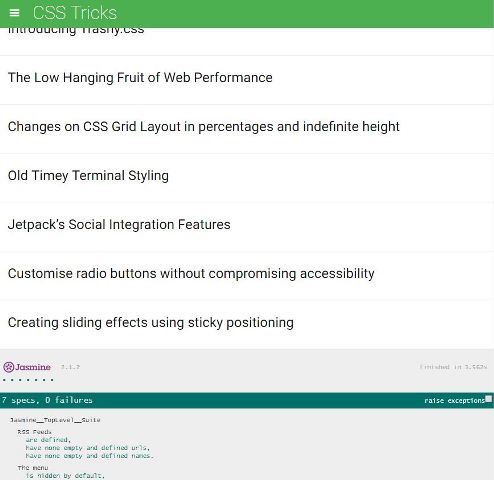 CSS Tricks
Introducing Trashy.css
The Low Hanging Fruit of Web Performance
Changes on CSS Grid Layout in percentages and indefinite height
Old Timey Terminal Styling
Jetpack’s Social Integration Features
Customise radio buttons without compromising accessibility
Creating sliding effects using sticky positioning
Jasmine 2.1.2 finished in 3.562s
7 specs, 0 failures raise exceptions
Jasmine__TopLevel__Suite
RSS Feeds
are defined,
have none empty and defined urls,
have none empty and defined names.
The menu
is hidden by default,